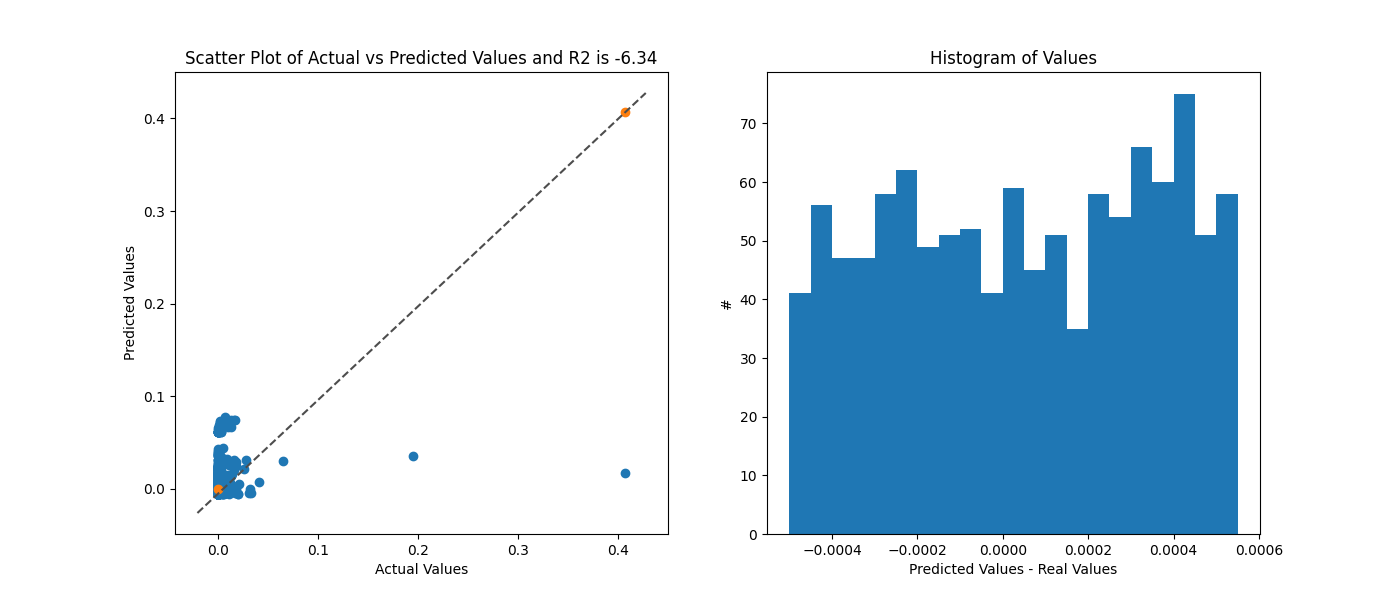 Scatter Plot of Actual vs Predicted Values and R2 is -6.34
Predicted Values
0.4
0.3
0.2
0.1
0.0
0.0 0.1 0.2 0.3 0.4
Actual Values
Histogram of Values
#
70
60
50
40
30
20
10
0
−0.0004 −0.0002 0.0000 0.0002 0.0004 0.0006
Predicted Values - Real Values